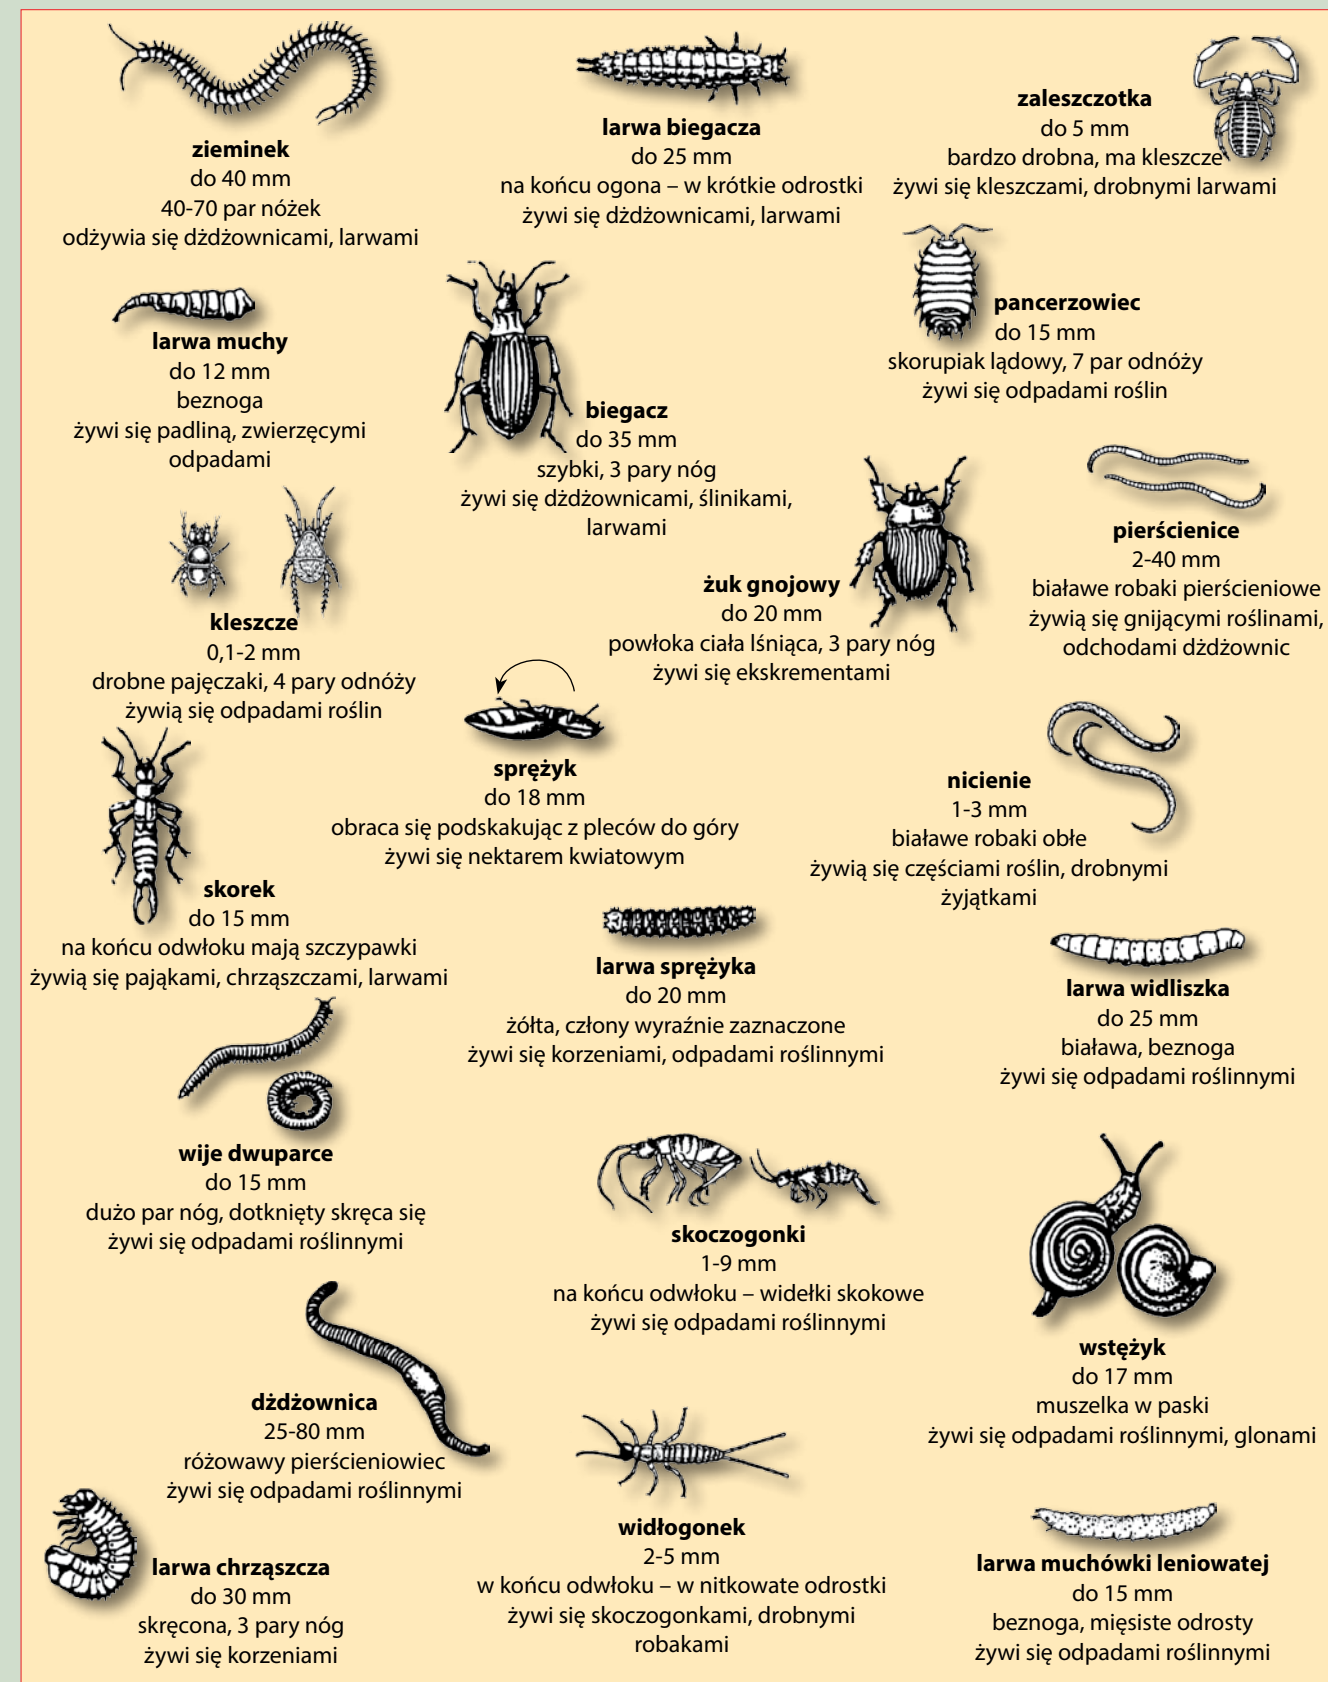 zieminek
do 40 mm
40-70 par nóżek
odżywia się dżdżownicami, larwami
larwa biegacza
do 25 mm
na końcu ogona – w krótkie odrostki
żywi się dżdżownicami, larwami
zaleszczotka
do 5 mm
bardzo drobna, ma kleszcze
żywi się kleszczami, drobnymi larwami
larwa muchy
do 12 mm
beznoga
żywi się padliną, zwierzęcymi
odpadami
biegacz
do 35 mm
szybki, 3 pary nóg
żywi się dżdżownicami, ślinikami,
larwami
pancerzowiec
do 15 mm
skorupiak lądowy, 7 par odnóży
żywi się odpadami roślin
kleszcze
0,1-2 mm
drobne pajęczaki, 4 pary odnóży
żywią się odpadami roślin
żuk gnojowy
do 20 mm
powłoka ciała lśniąca, 3 pary nóg
żywi się ekskrementami
pierścienice
2-40 mm
białawe robaki pierścieniowe
żywią się gnijącymi roślinami,
odchodami dżdżownic
skorek
do 15 mm
na końcu odwłoku mają szczypawki
żywią się pająkami, chrząszczami, larwami
sprężyk
do 18 mm
obraca się podskakując z pleców do góry
żywi się nektarem kwiatowym
nicienie
1-3 mm
białawe robaki obłe
żywią się częściami roślin, drobnymi
żyjątkami
larwa sprężyka
do 20 mm
żółta, człony wyraźnie zaznaczone
żywi się korzeniami, odpadami roślinnymi
larwa widliszka
do 25 mm
biaława, beznoga
żywi się odpadami roślinnymi
wije dwuparce
do 15 mm
dużo par nóg, dotknięty skręca się
żywi się odpadami roślinnymi
skoczogonki
1-9 mm
na końcu odwłoku – widełki skokowe
żywi się odpadami roślinnymi
wstężyk
do 17 mm
muszelka w paski
żywi się odpadami roślinnymi, glonami
dżdżownica
25-80 mm
różowawy pierścieniowiec
żywi się odpadami roślinnymi
larwa chrząszcza
do 30 mm
skręcona, 3 pary nóg
żywi się korzeniami
widłogonek
2-5 mm
w końcu odwłoku – w nitkowate odrostki
żywi się skoczogonkami, drobnymi
robakami
larwa muchówki leniowatej
do 15 mm
beznoga, mięsiste odrosty
żywi się odpadami roślinnymi